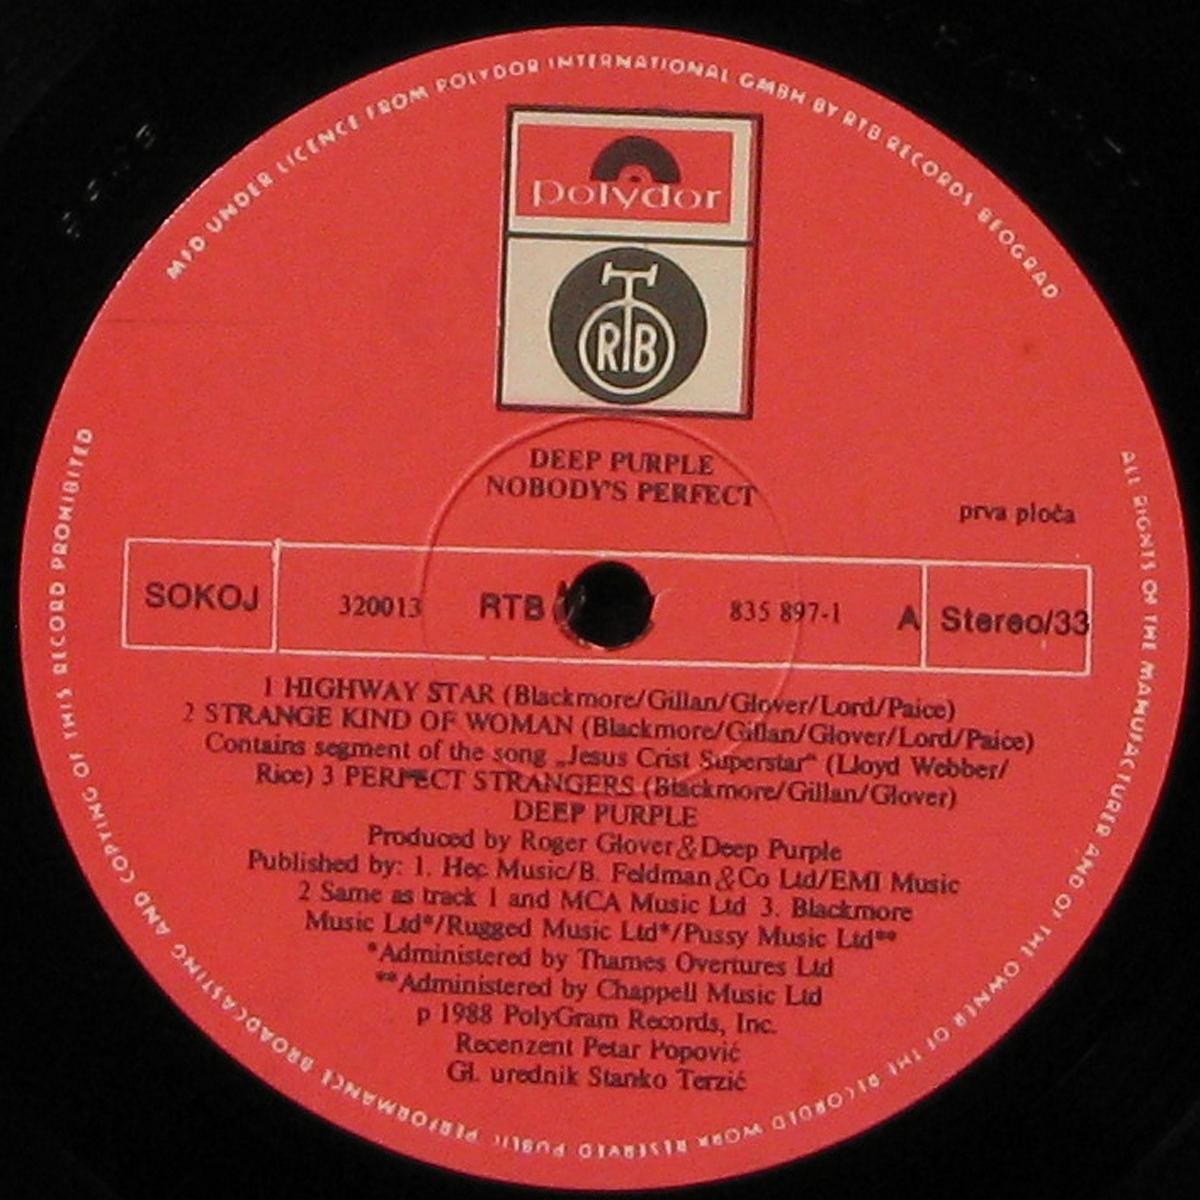 MFD UNDER LICENCE FROM POLYDOR INTERNATIONAL GMBH BY RTB RECORDS BEOGRAD
polydor
RTB
DEEP PURPLE
NOBODY'S PERFECT
prva ploča
SOKOJ 320013 RTB 835 897-1 A Stereo/33
1 HIGHWAY STAR (Blackmore/Gillan/Glover/Lord/Paice)
2 STRANGE KIND OF WOMAN (Blackmore/Gillan/Glover/Lord/Paice)
Contains segment of the song „Jesus Crist Superstar“ (Lloyd Webber/
Rice) 3 PERFECT STRANGERS (Blackmore/Gillan/Glover)
DEEP PURPLE
Produced by Roger Glover & Deep Purple
Published by: 1. Hec Music/B. Feldman & Co Ltd/EMI Music
2 Same as track 1 and MCA Music Ltd 3. Blackmore
Music Ltd*/Rugged Music Ltd*/Pussy Music Ltd**
*Administered by Thames Overtures Ltd
**Administered by Chappell Music Ltd
p 1988 PolyGram Records, Inc.
Recenzent Petar Popović
Gl. urednik Stanko Terzić
ALL RIGHTS OF THE MAMUFACTURER AND OF THE OWNER OF THE RECORDED WORK RESERVED PUBLIC PERFORMANCE BROADCASTING AND COPYING OF THIS RECORD PROHIBITED